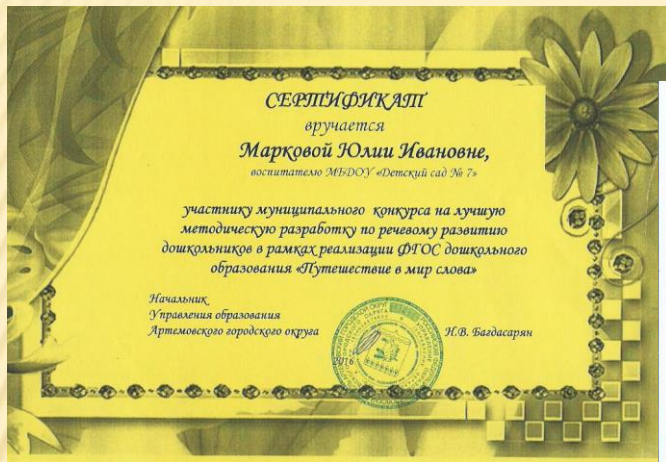 СЕРТИФИКАТ
вручается
Марковой Юлии Ивановне,
воспитателю МБДОУ «Детский сад № 7»
участнику муниципального конкурса на лучшую
методическую разработку по речевому развитию
дошкольников в рамках реализации ФГОС дошкольного
образования «Путешествие в мир слова»
Начальник
Управления образования
Артемовского городского округа
Н.В. Багдасарян
2016